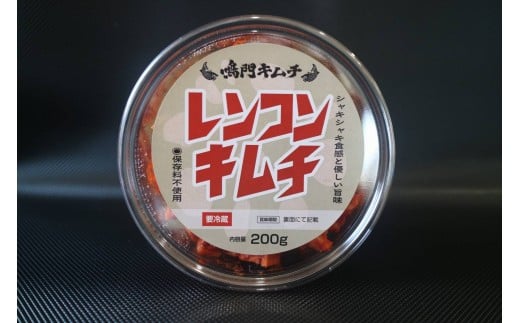 鳴門キムチ
レンコン
キムチ
シャキシャキ食感と優しい旨味
◉保存料不使用
要冷蔵
賞味期限 裏面にて記載
内容量 200g